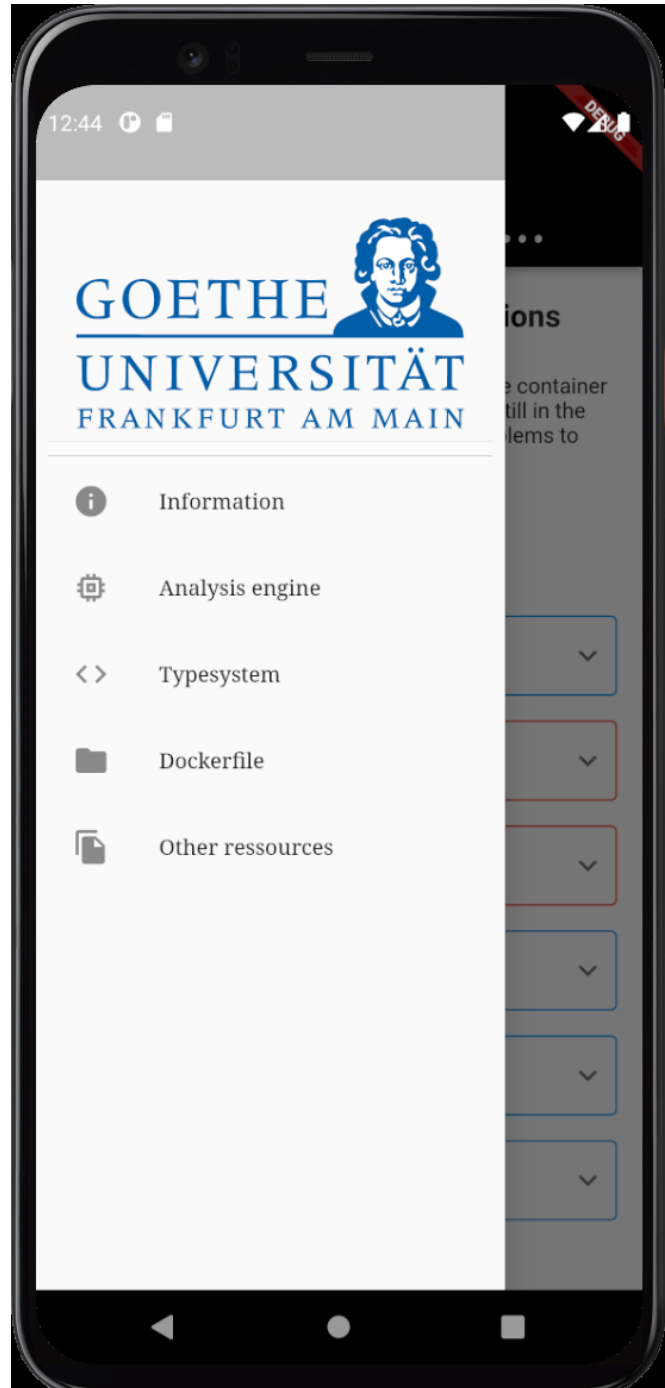 12:44
DEBUG
GOETHE
UNIVERSITÄT
FRANKFURT AM MAIN
Information
Analysis engine
Typesystem
Dockerfile
Other ressources
ions
container
till in the
lems to